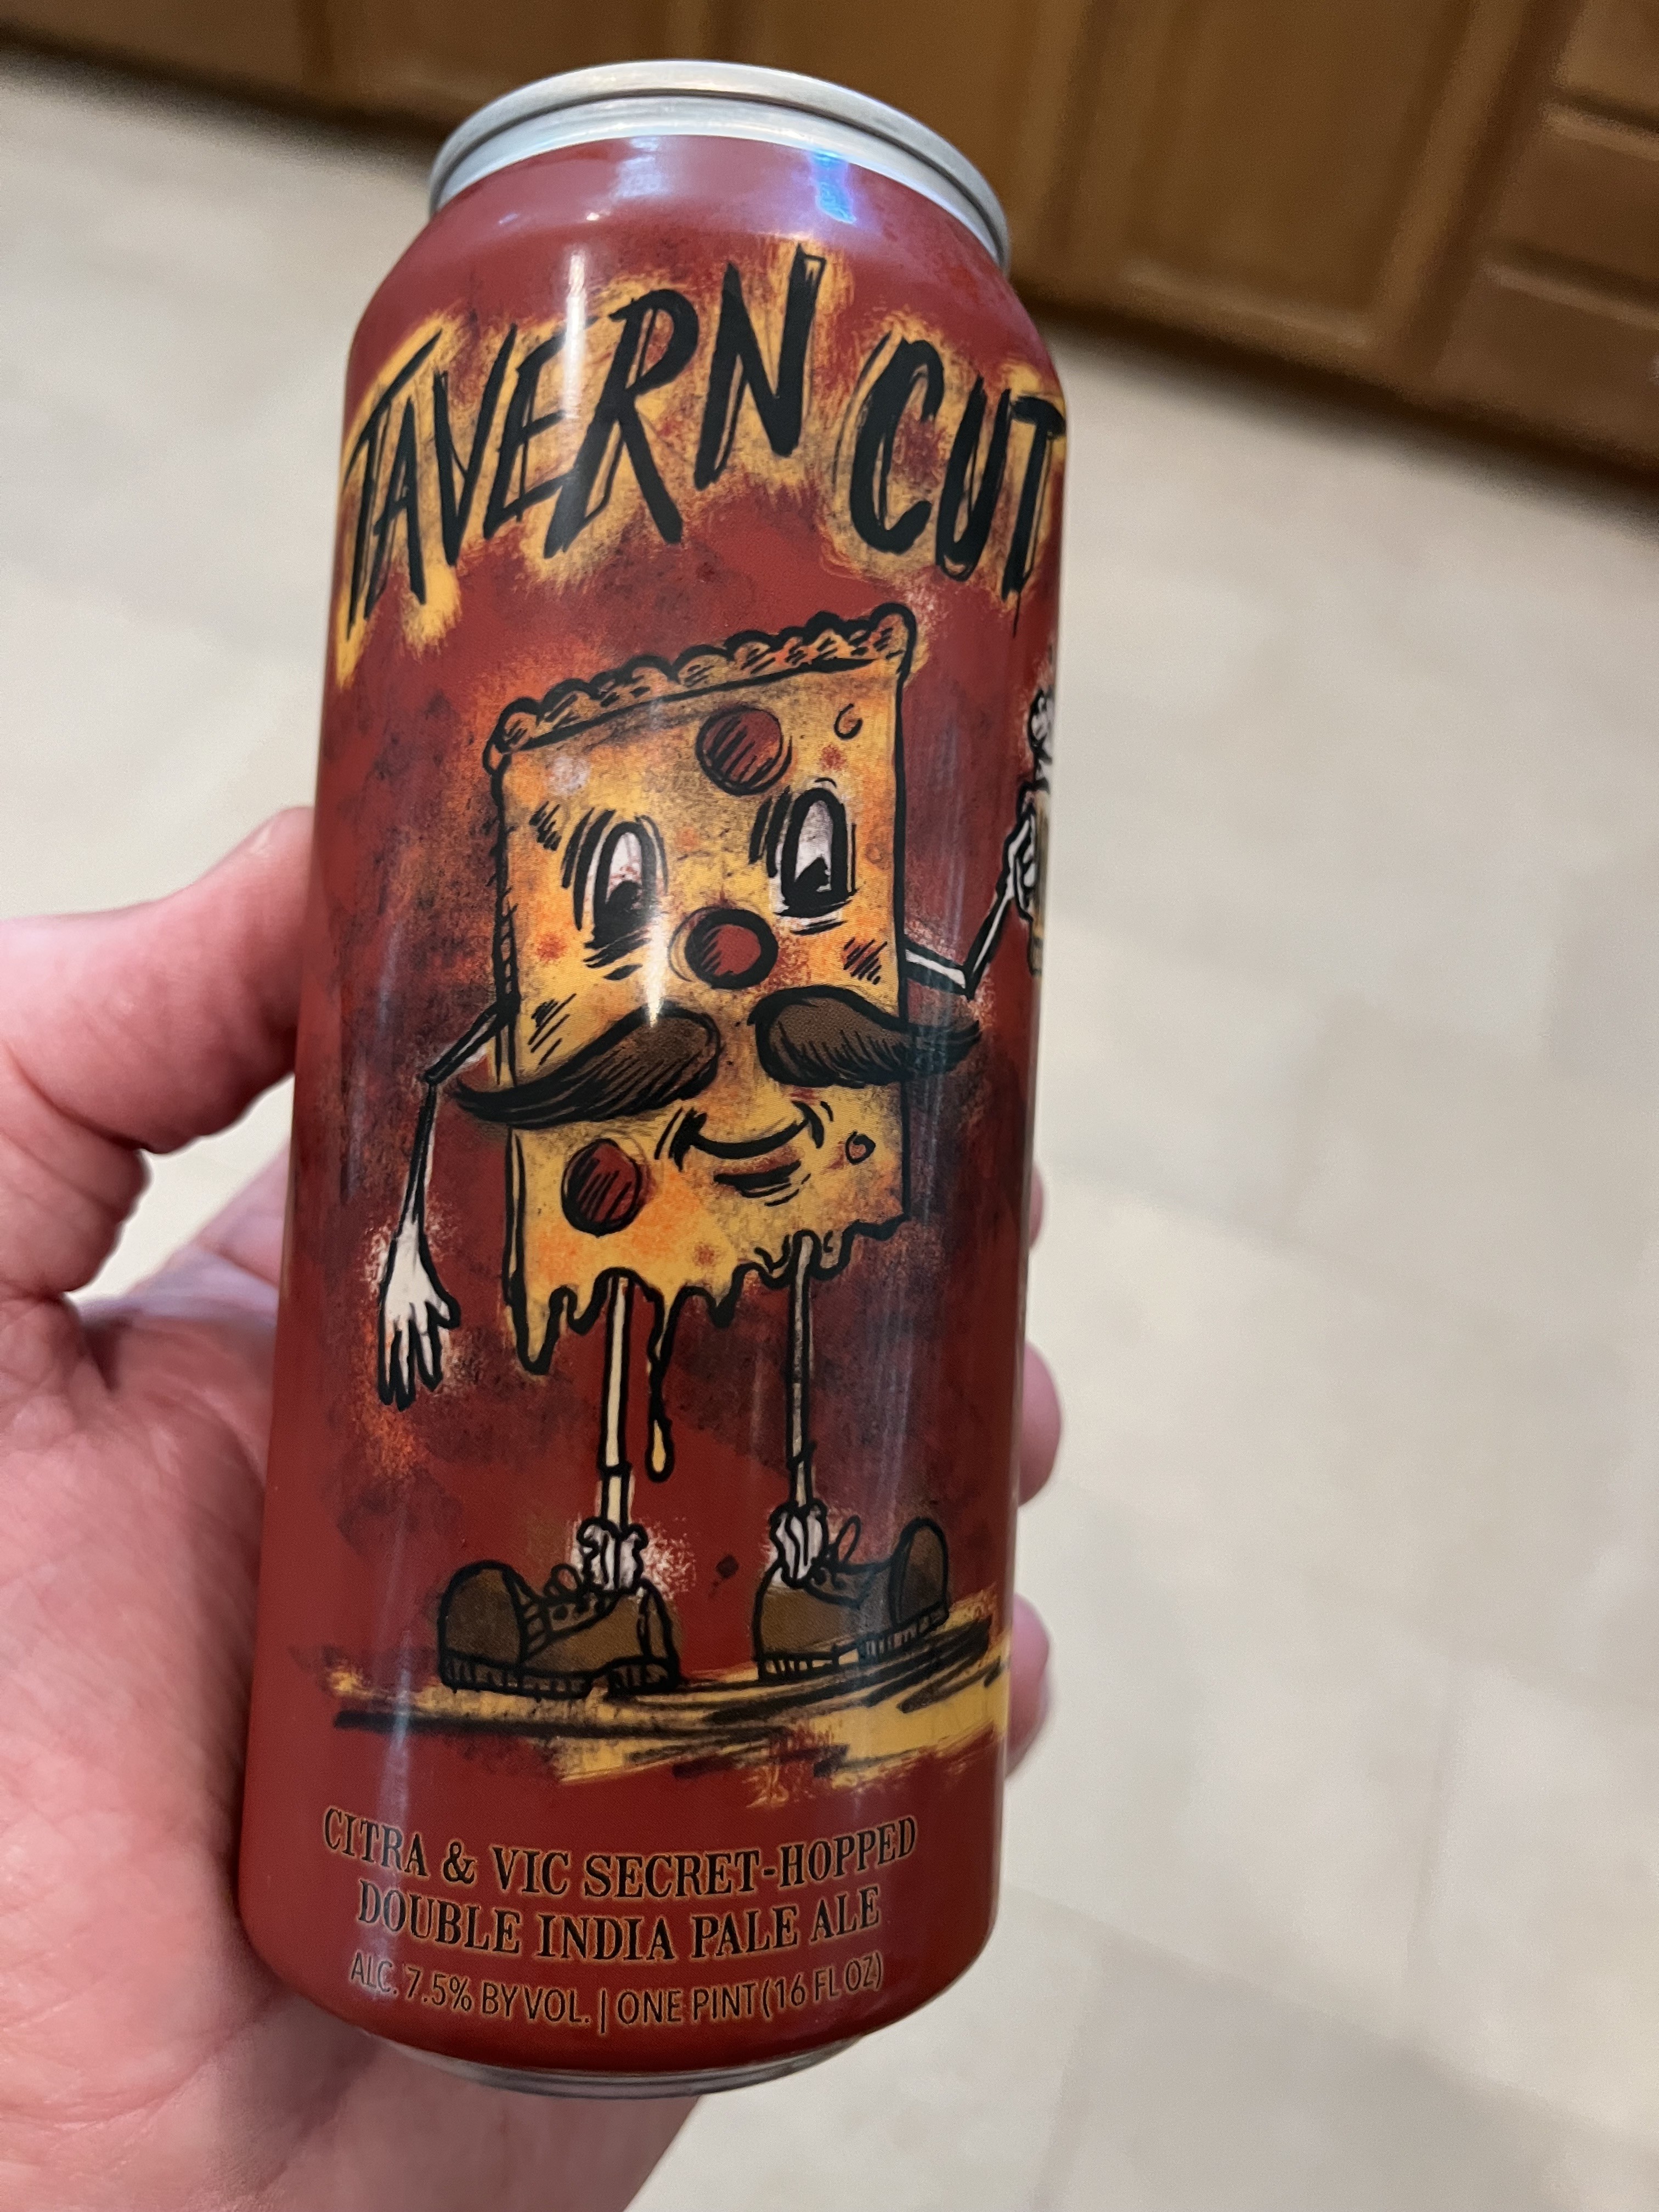 TAVERN CUT
CITRA & VIC SECRET-HOPPED
DOUBLE INDIA PALE ALE
ALC. 7.5% BY VOL. | ONE PINT (16 FL OZ)